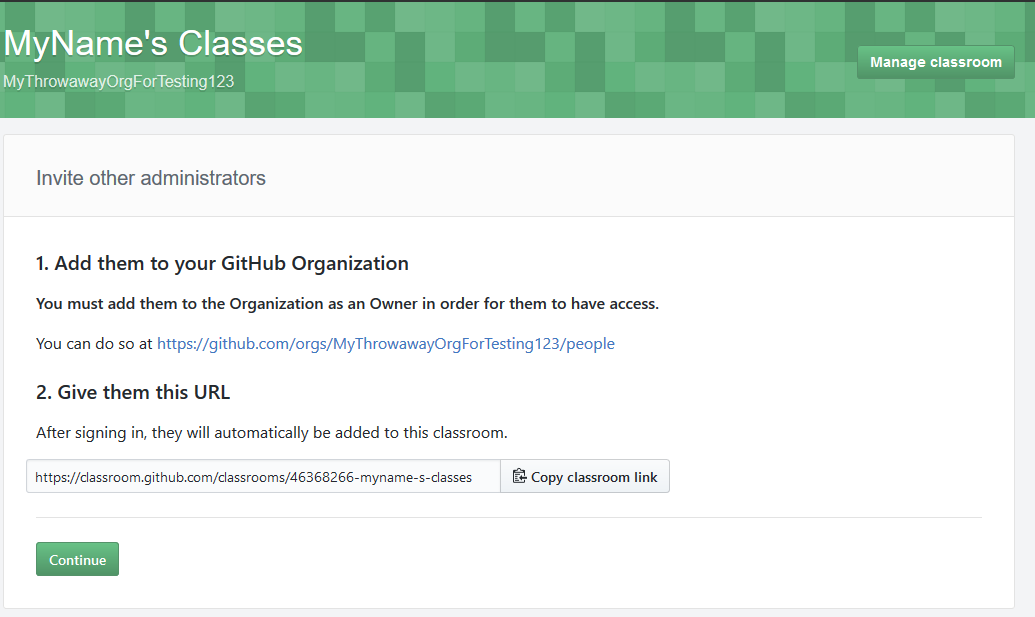 MyName's Classes
Manage classroom
MyThrowawayOrgForTesting123
Invite other administrators
1. Add them to your GitHub Organization
You must add them to the Organization as an Owner in order for them to have access.
You can do so at https://github.com/orgs/MyThrowawayOrgForTesting123/people
2. Give them this URL
After signing in, they will automatically be added to this classroom.
https://classroom.github.com/classrooms/46368266-myname-s-classes
Copy classroom link
Continue